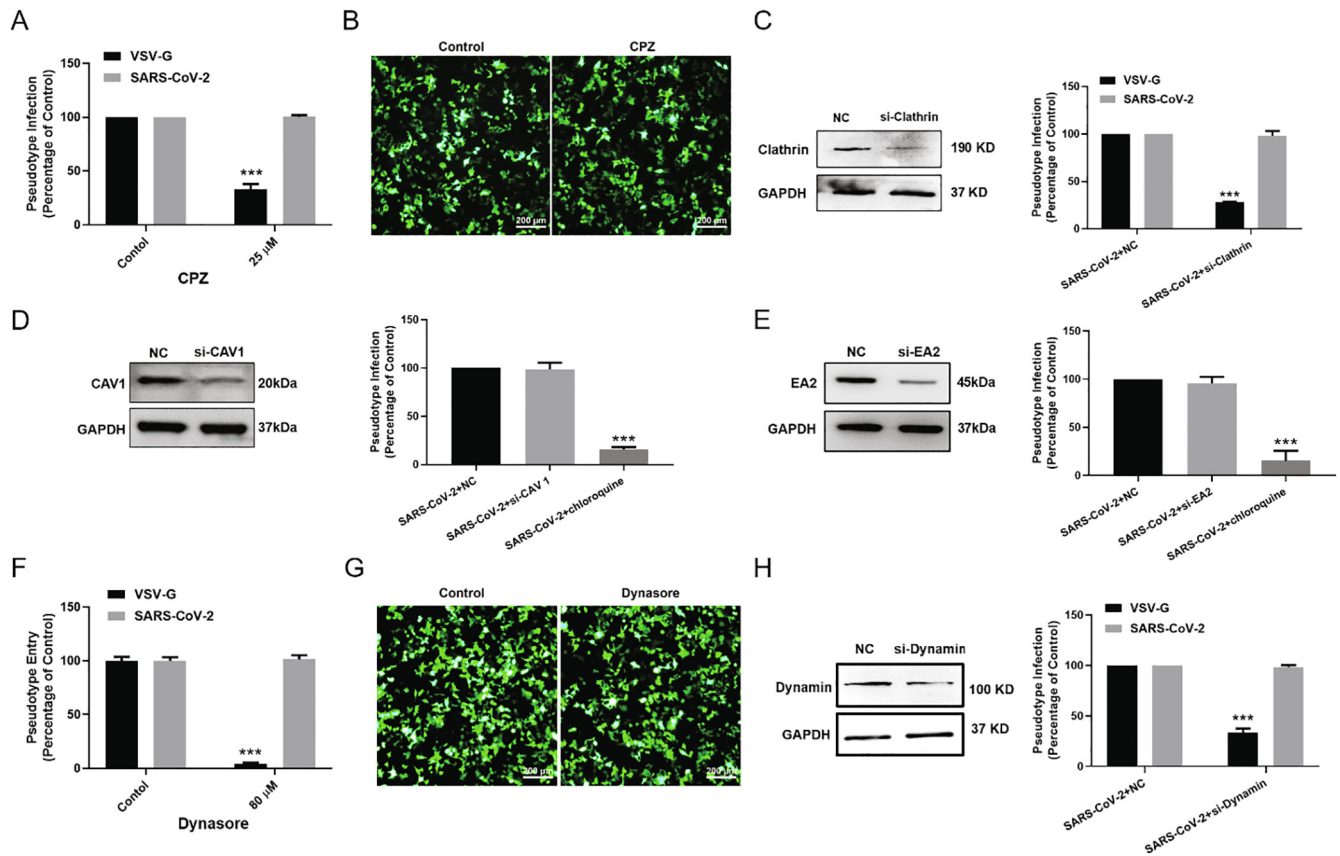 A
VSV-G
SARS-CoV-2
Pseudotype Infection
(Percentage of Control)
150
100
50
0
Contol
25 μM
CPZ
B
Control
CPZ
200 μm
200 μm
C
NC
si-Clathrin
Clathrin
190 KD
GAPDH
37 KD
VSV-G
SARS-CoV-2
Pseudotype Infection
(Percentage of Control)
150
100
50
0
SARS-CoV-2+NC
SARS-CoV-2+si-Clathrin
***
***
D
NC
si-CAV1
CAV1
20kDa
GAPDH
37kDa
Pseudotype Infection
(Percentage of Control)
150
100
50
0
***
SARS-CoV-2+NC
SARS-CoV-2+si-CAV 1
SARS-CoV-2+chloroquine
E
NC
si-EA2
EA2
45kDa
GAPDH
37kDa
Pseudotype Infection
(Percentage of Control)
150
100
50
0
***
SARS-CoV-2+NC
SARS-CoV-2+si-EA2
SARS-CoV-2+chloroquine
F
VSV-G
SARS-CoV-2
Pseudotype Entry
(Percentage of Control)
150
100
50
0
***
Contol
80 μM
Dynasore
G
Control
Dynasore
200 μm
200 μm
H
NC
si-Dynamin
Dynamin
100 KD
GAPDH
37 KD
VSV-G
SARS-CoV-2
Pseudotype Infection
(Percentage of Control)
150
100
50
0
***
SARS-CoV-2+NC
SARS-CoV-2+si-Dynamin